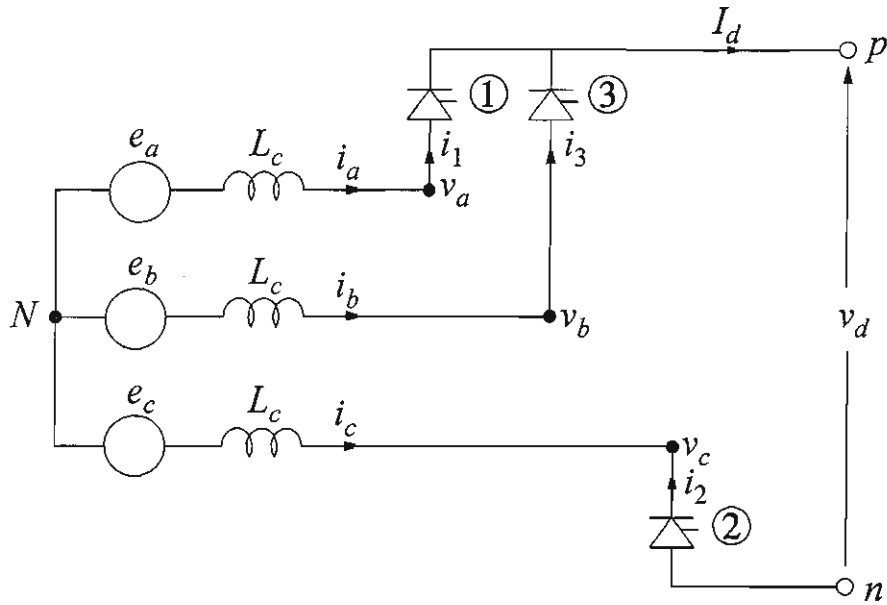 I_d
p
① ③
e_a L_c i_a i_1 i_3
v_a
e_b L_c i_b
N v_b v_d
e_c L_c i_c
v_c
i_2
②
n